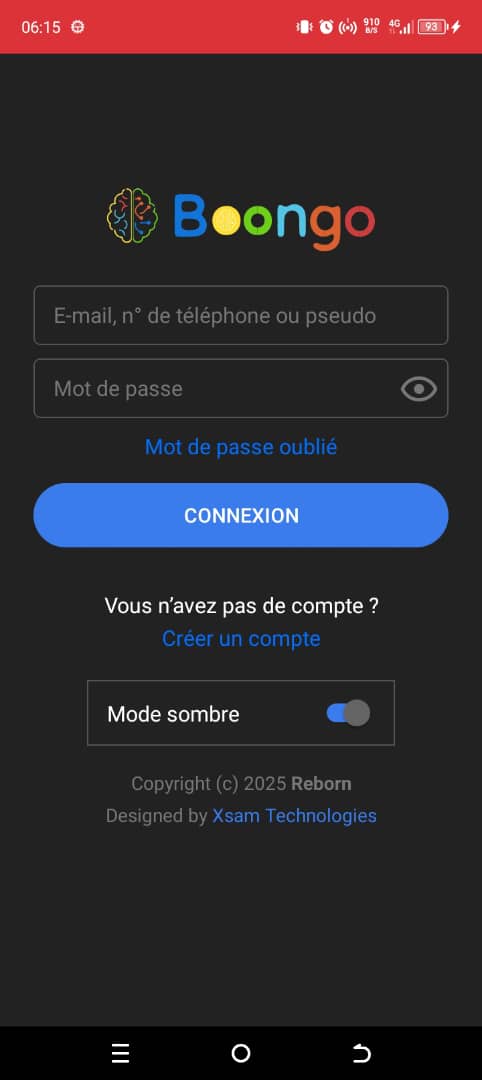 06:15
910
B/S
4G
93
Boongo
E-mail, n° de téléphone ou pseudo
Mot de passe
Mot de passe oublié
CONNEXION
Vous n’avez pas de compte ?
Créer un compte
Mode sombre
Copyright (c) 2025 Reborn
Designed by Xsam Technologies